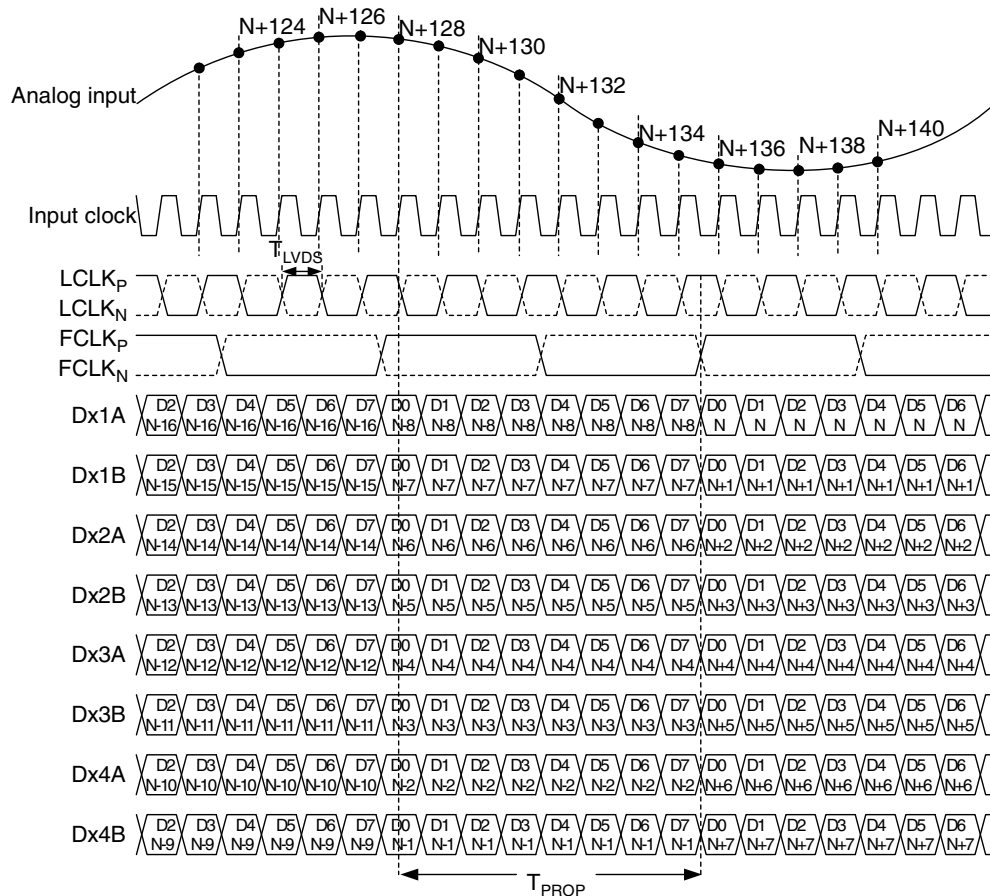 N+124
N+126
N+128
N+130
N+132
N+134
N+136
N+138
N+140
Analog input
Input clock
TLVDS
LCLKP
LCLKN
FCLKP
FCLKN
Dx1A
D2 D3 D4 D5 D6 D7 D0 D1 D2 D3 D4 D5 D6 D7 D0 D1 D2 D3 D4 D5 D6
N-16 N-16 N-16 N-16 N-16 N-16 N-8 N-8 N-8 N-8 N-8 N-8 N-8 N-8 N N N N N N N
Dx1B
D2 D3 D4 D5 D6 D7 D0 D1 D2 D3 D4 D5 D6 D7 D0 D1 D2 D3 D4 D5 D6
N-15 N-15 N-15 N-15 N-15 N-15 N-7 N-7 N-7 N-7 N-7 N-7 N-7 N-7 N+1 N+1 N+1 N+1 N+1 N+1 N+1
Dx2A
D2 D3 D4 D5 D6 D7 D0 D1 D2 D3 D4 D5 D6 D7 D0 D1 D2 D3 D4 D5 D6
N-14 N-14 N-14 N-14 N-14 N-14 N-6 N-6 N-6 N-6 N-6 N-6 N-6 N-6 N+2 N+2 N+2 N+2 N+2 N+2 N+2
Dx2B
D2 D3 D4 D5 D6 D7 D0 D1 D2 D3 D4 D5 D6 D7 D0 D1 D2 D3 D4 D5 D6
N-13 N-13 N-13 N-13 N-13 N-13 N-5 N-5 N-5 N-5 N-5 N-5 N-5 N-5 N+3 N+3 N+3 N+3 N+3 N+3 N+3
Dx3A
D2 D3 D4 D5 D6 D7 D0 D1 D2 D3 D4 D5 D6 D7 D0 D1 D2 D3 D4 D5 D6
N-12 N-12 N-12 N-12 N-12 N-12 N-4 N-4 N-4 N-4 N-4 N-4 N-4 N-4 N+4 N+4 N+4 N+4 N+4 N+4 N+4
Dx3B
D2 D3 D4 D5 D6 D7 D0 D1 D2 D3 D4 D5 D6 D7 D0 D1 D2 D3 D4 D5 D6
N-11 N-11 N-11 N-11 N-11 N-11 N-3 N-3 N-3 N-3 N-3 N-3 N-3 N-3 N+5 N+5 N+5 N+5 N+5 N+5 N+5
Dx4A
D2 D3 D4 D5 D6 D7 D0 D1 D2 D3 D4 D5 D6 D7 D0 D1 D2 D3 D4 D5 D6
N-10 N-10 N-10 N-10 N-10 N-10 N-2 N-2 N-2 N-2 N-2 N-2 N-2 N-2 N+6 N+6 N+6 N+6 N+6 N+6 N+6
Dx4B
D2 D3 D4 D5 D6 D7 D0 D1 D2 D3 D4 D5 D6 D7 D0 D1 D2 D3 D4 D5 D6
N-9 N-9 N-9 N-9 N-9 N-9 N-1 N-1 N-1 N-1 N-1 N-1 N-1 N-1 N+7 N+7 N+7 N+7 N+7 N+7 N+7
TPROP